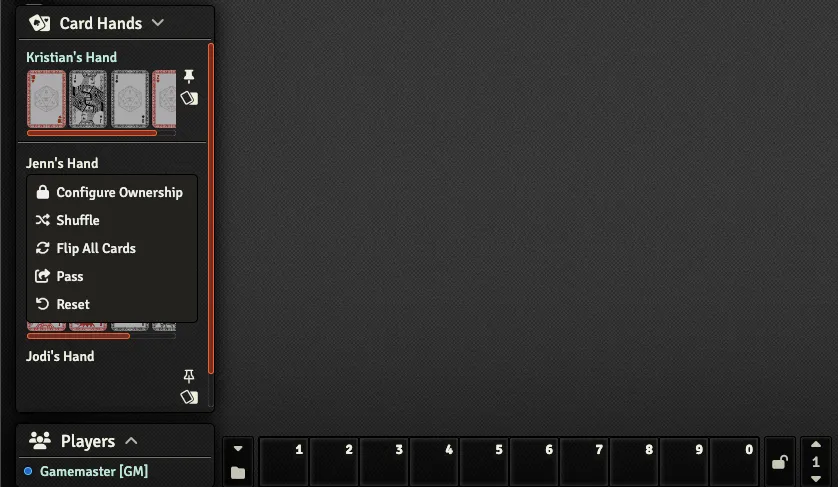 Card Hands
Kristian's Hand
Jenn's Hand
Configure Ownership
Shuffle
Flip All Cards
Pass
Reset
Jodi's Hand
Players
Gamemaster [GM]
1 2 3 4 5 6 7 8 9 0
1